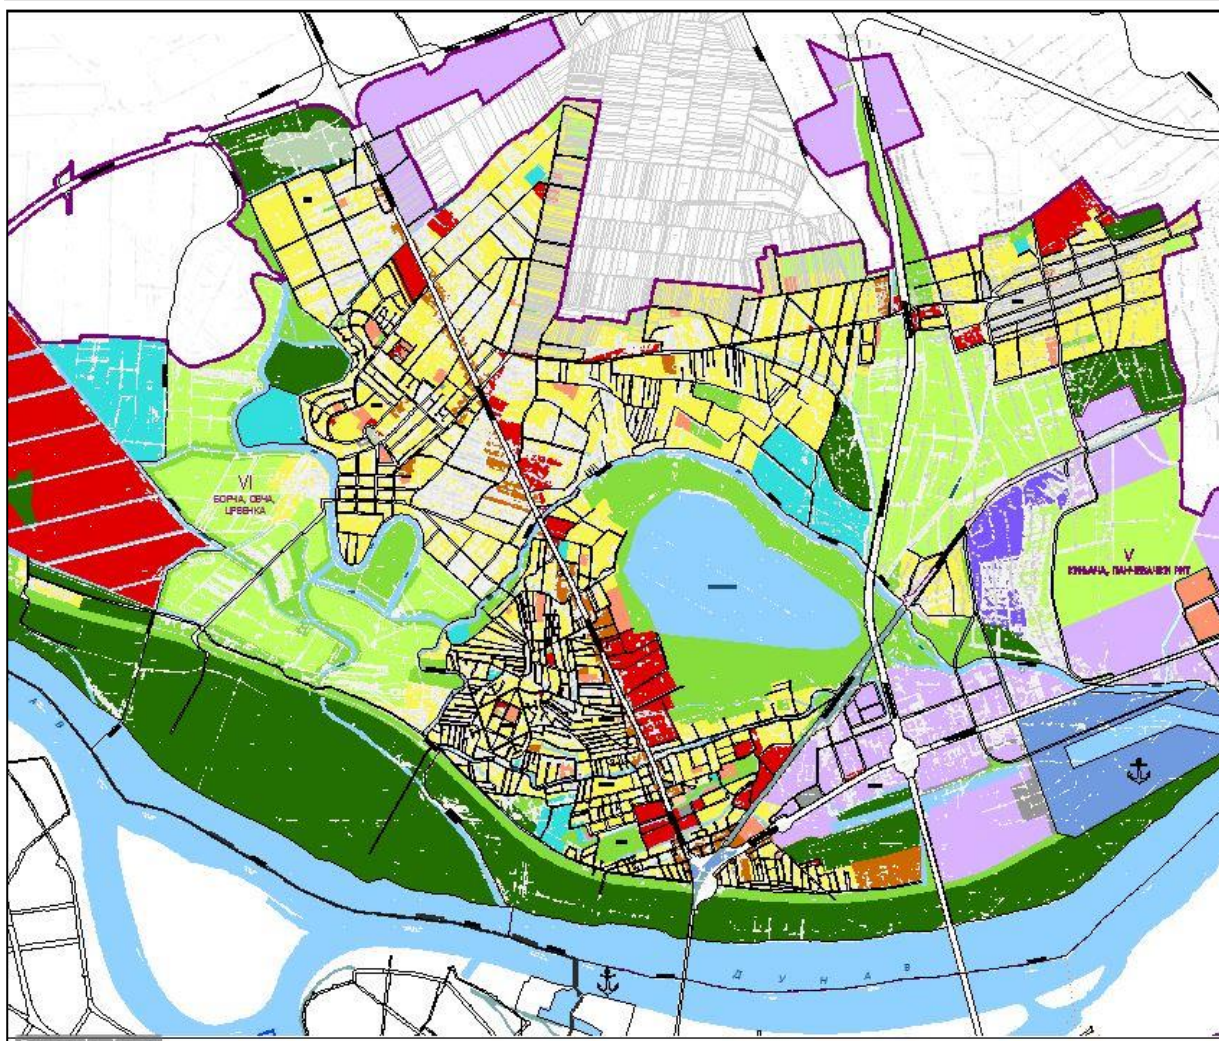 VI
БОРЧА, ОВЧА,
ЦРВЕНКА
V
КРЊАЧА, ПАНЧЕВАЧКИ РИТ
А В
Д У Н А В